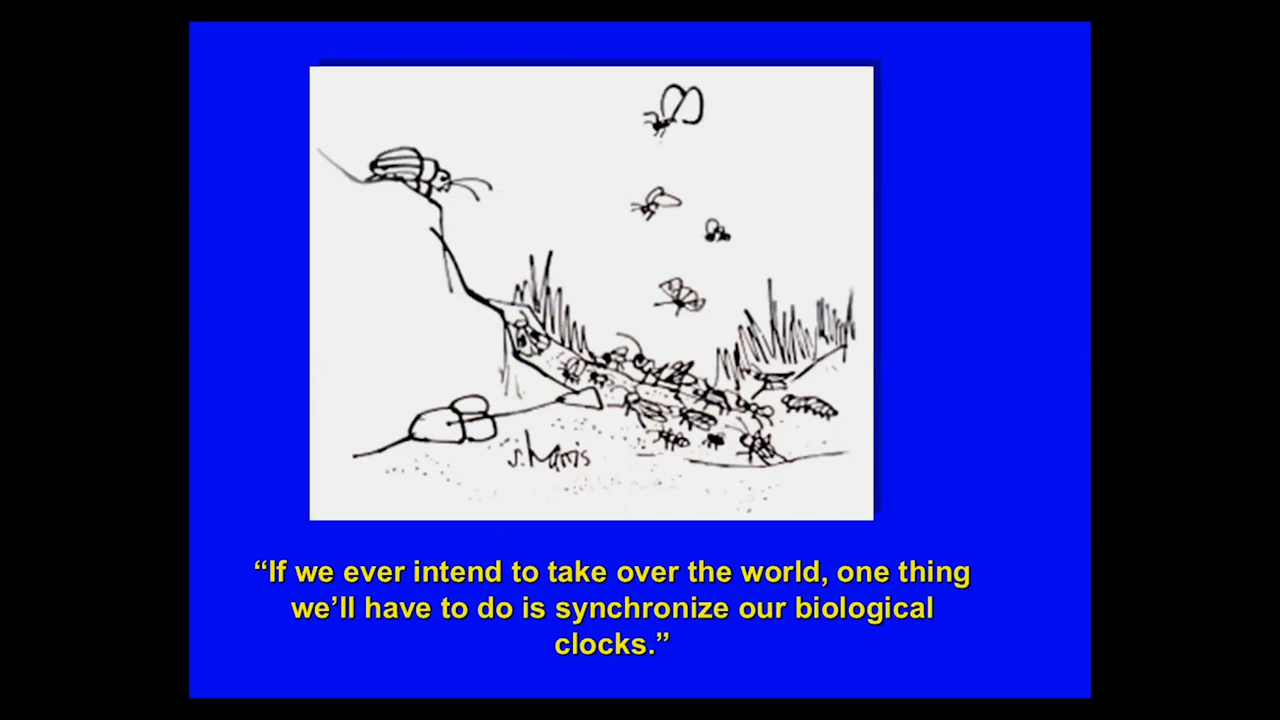 s.harris
“If we ever intend to take over the world, one thing
we’ll have to do is synchronize our biological
clocks.”